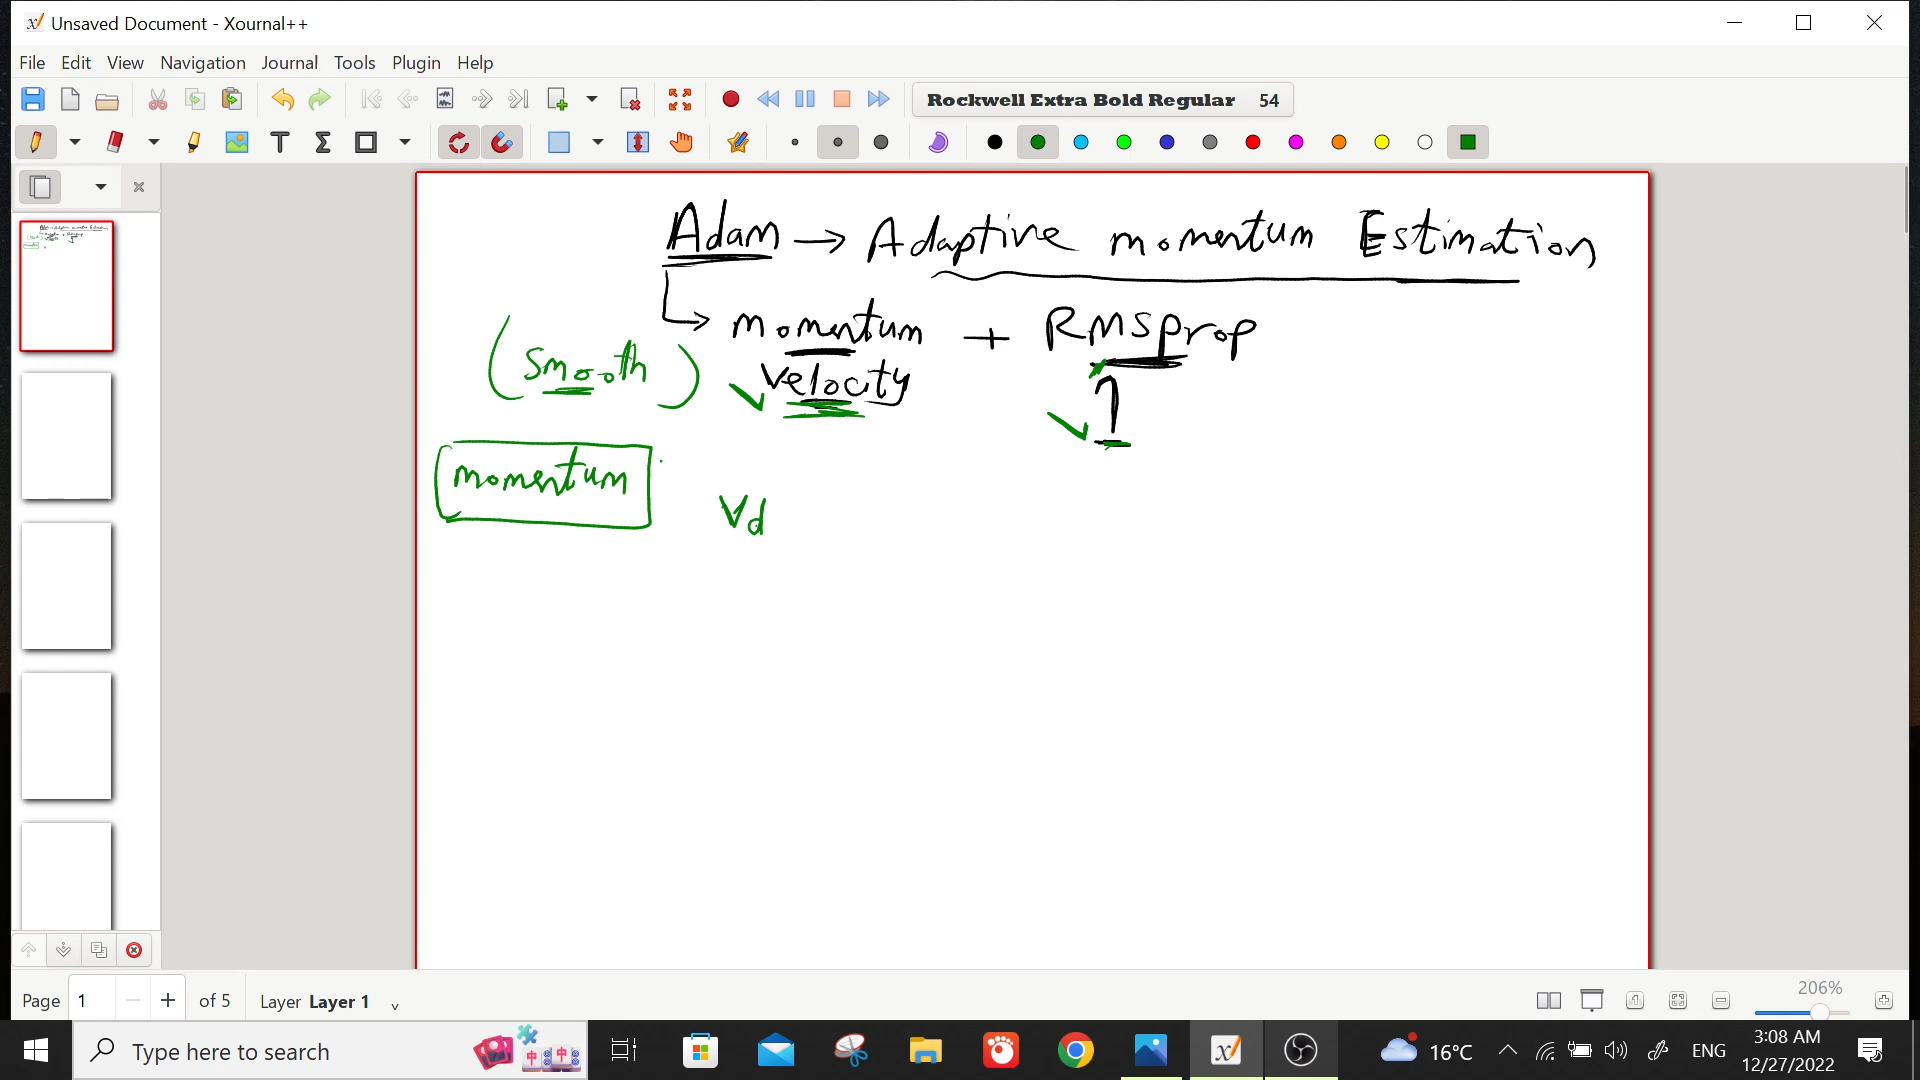 Unsaved Document - Xournal++
File Edit View Navigation Journal Tools Plugin Help
Rockwell Extra Bold Regular 54
Adam → Adaptive momentum Estimation
momentum + RMSprop
(Smooth) velocity
momentum
Vd
Page 1 of 5 Layer Layer 1
206%
Type here to search
16°C
ENG
3:08 AM
12/27/2022